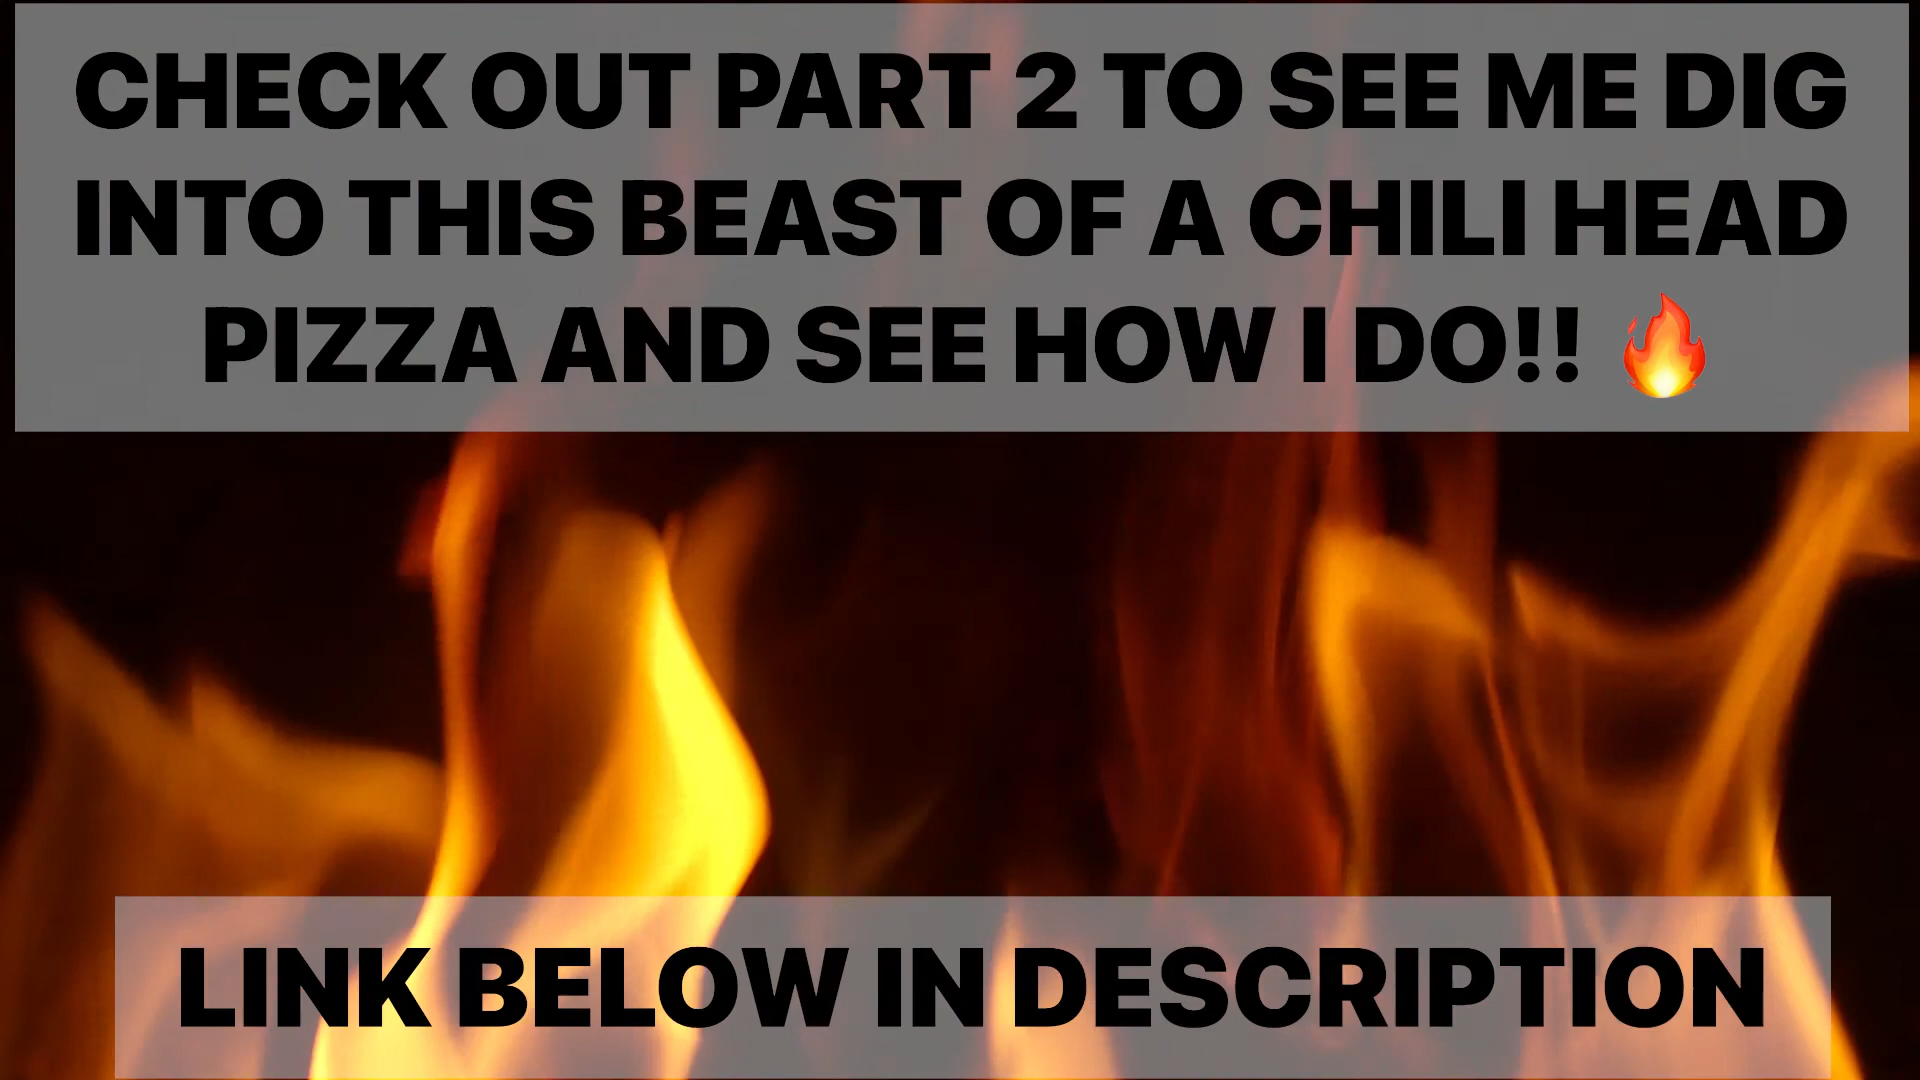 CHECK OUT PART 2 TO SEE ME DIG
INTO THIS BEAST OF A CHILI HEAD
PIZZA AND SEE HOW I DO!! 🔥
LINK BELOW IN DESCRIPTION